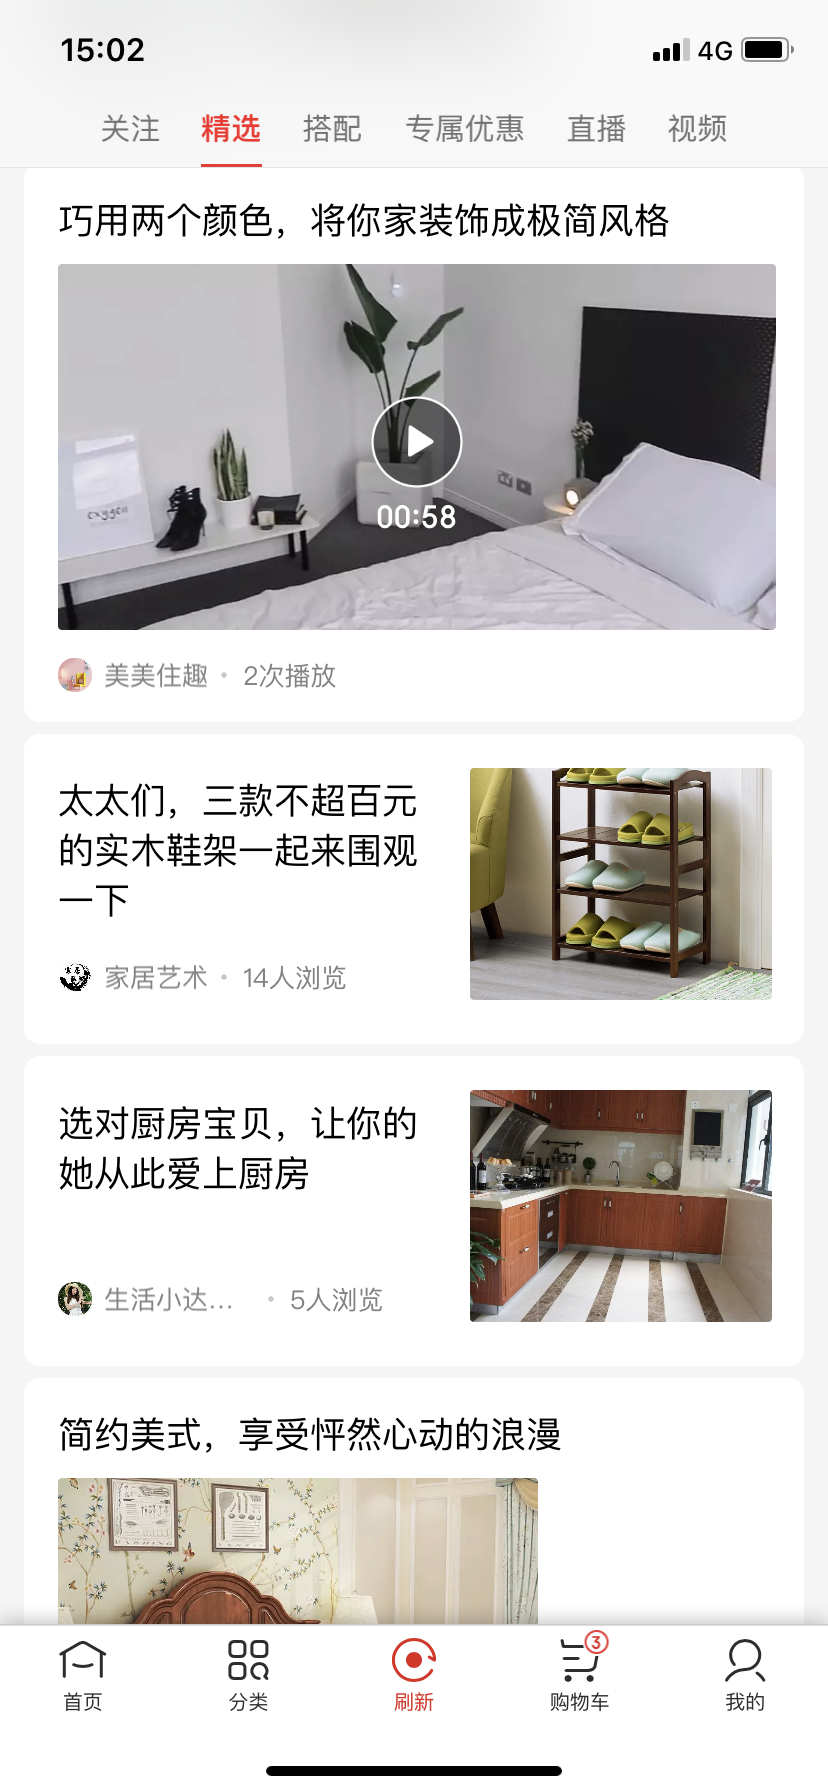 15:02
4G
关注 精选 搭配 专属优惠 直播 视频
巧用两个颜色，将你家装饰成极简风格
oxygen
00:58
美美住趣 • 2次播放
太太们，三款不超百元
的实木鞋架一起来围观
一下
家居艺术 • 14人浏览
选对厨房宝贝，让你的
她从此爱上厨房
生活小达... • 5人浏览
简约美式，享受怦然心动的浪漫
3
首页 分类 刷新 购物车 我的